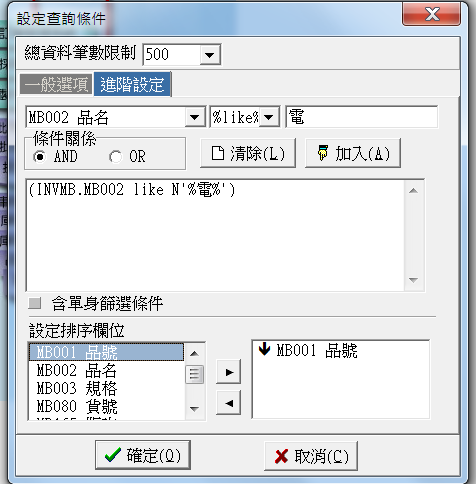 設定查詢條件
總資料筆數限制 500
一般選項 進階設定
MB002 品名 %like% 電
條件關係
AND OR 清除(L) 加入(A)
(INVMB.MB002 like N'%電%')
含單身篩選條件
設定排序欄位
MB001 品號 MB001 品號
MB002 品名
MB003 規格
MB080 貨號
確定(O) 取消(C)